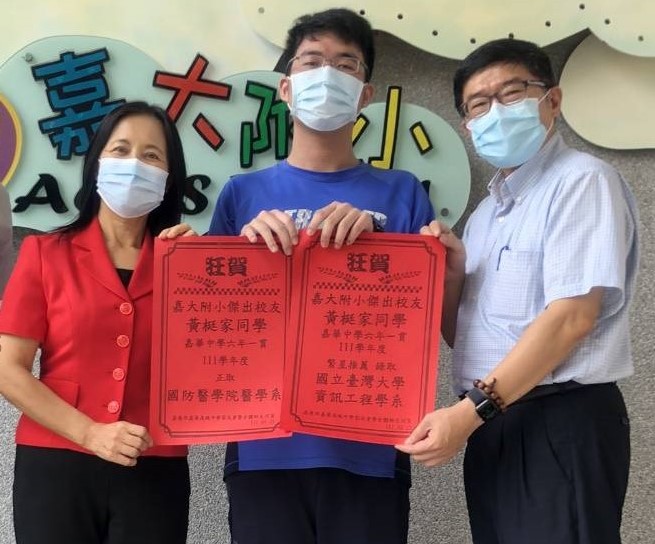 嘉大附小
狂賀
嘉大附小傑出校友
黃梃家同學
嘉華中學六年一貫
111學年度
正取
國防醫學院醫學系
狂賀
嘉大附小傑出校友
黃梃家同學
嘉華中學六年一貫
111學年度
繁星推薦 錄取
國立臺灣大學
資訊工程學系